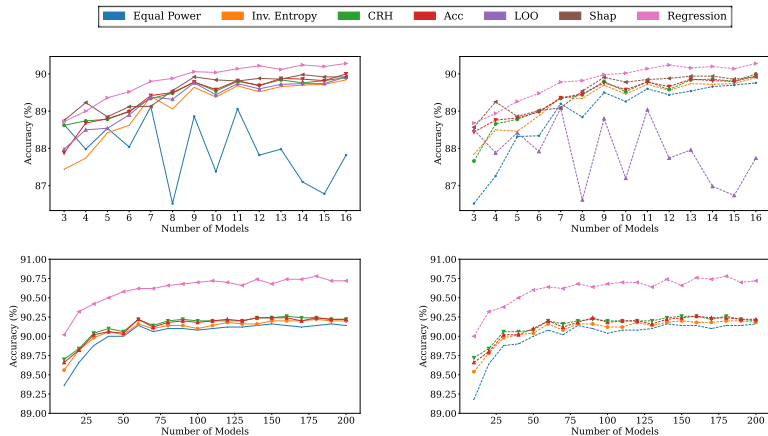 Equal Power Inv. Entropy CRH Acc LOO Shap Regression
90
89
88
87
Accuracy (%)
3 4 5 6 7 8 9 10 11 12 13 14 15 16
Number of Models
90
89
88
87
Accuracy (%)
3 4 5 6 7 8 9 10 11 12 13 14 15 16
Number of Models
91.00
90.75
90.50
90.25
90.00
89.75
89.50
89.25
89.00
Accuracy (%)
25 50 75 100 125 150 175 200
Number of Models
91.00
90.75
90.50
90.25
90.00
89.75
89.50
89.25
89.00
Accuracy (%)
25 50 75 100 125 150 175 200
Number of Models